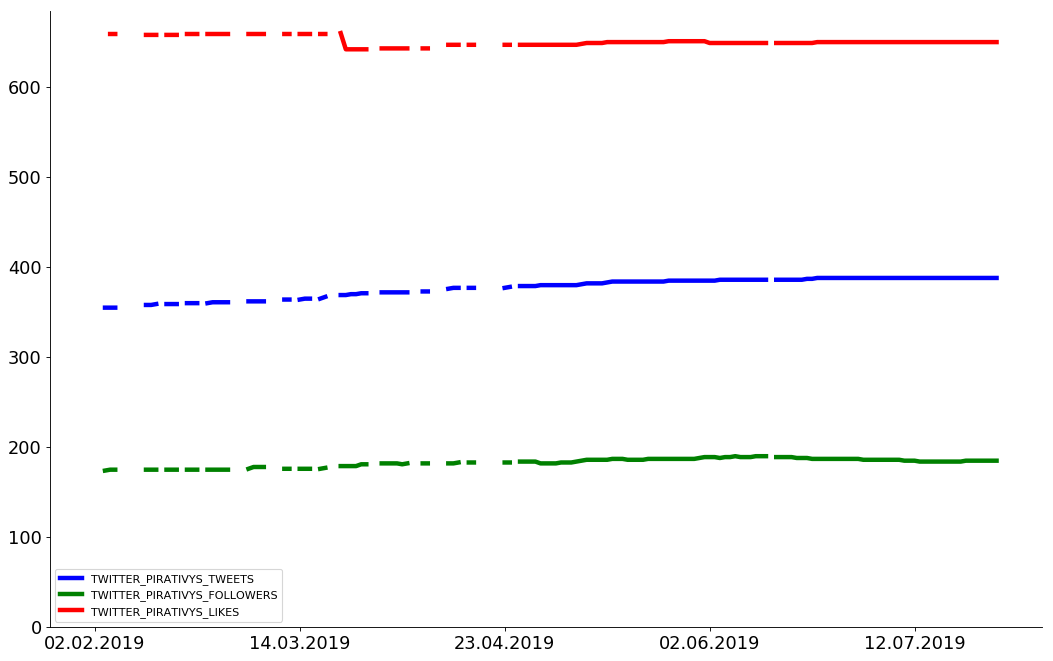 600
500
400
300
200
100
0
TWITTER_PIRATIVYS_TWEETS
TWITTER_PIRATIVYS_FOLLOWERS
TWITTER_PIRATIVYS_LIKES
02.02.2019 14.03.2019 23.04.2019 02.06.2019 12.07.2019